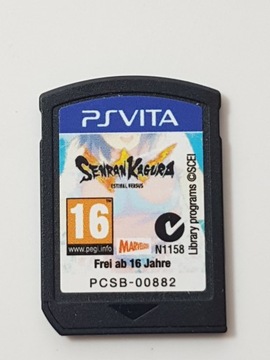 PSVITA
SENRAN KAGURA
ESTIVAL VERSUS
16
www.pegi.info
MARVELOUS
N1158
Library programs ©SCEI
Frei ab 16 Jahre
PCSB-00882